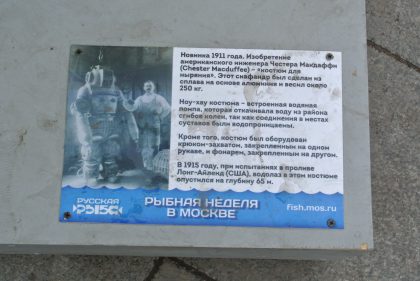 Новинка 1911 года. Изобретение
американского инженера Честера Макдаффи
(Chester Macduffee) – «костюм для
ныряния». Этот скафандр был сделан из
сплава на основе алюминия и весил около
250 кг.
Ноу-хау костюма – встроенная водяная
помпа, которая откачивала воду из района
сгибов колен, так как соединения в местах
суставов были водопроницаемы.
Кроме того, костюм был оборудован
крюком-захватом, закрепленным на одном
рукаве, и фонарем, закрепленным на другом.
В 1915 году, при испытаниях в проливе
Лонг-Айленд (США), водолаз в этом костюме
опустился на глубину 65 м.
РУССКАЯ
РЫБА
РЫБНАЯ НЕДЕЛЯ
В МОСКВЕ
fish.mos.ru